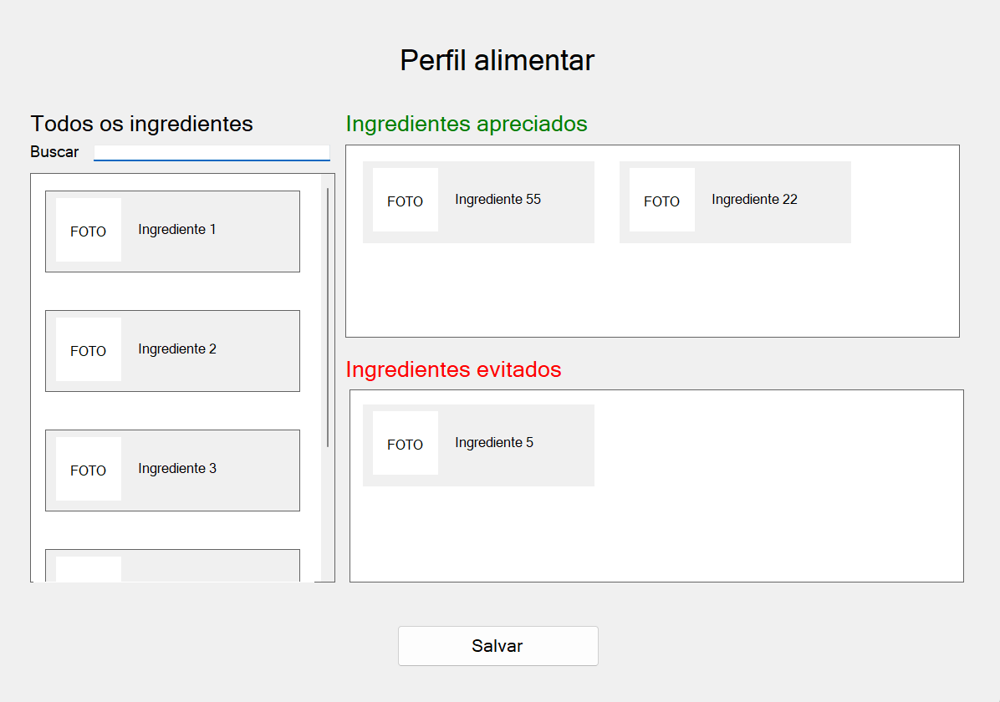 Perfil alimentar
Todos os ingredientes
Buscar
FOTO
Ingrediente 1
FOTO
Ingrediente 2
FOTO
Ingrediente 3
Ingredientes apreciados
FOTO
Ingrediente 55
FOTO
Ingrediente 22
Ingredientes evitados
FOTO
Ingrediente 5
Salvar